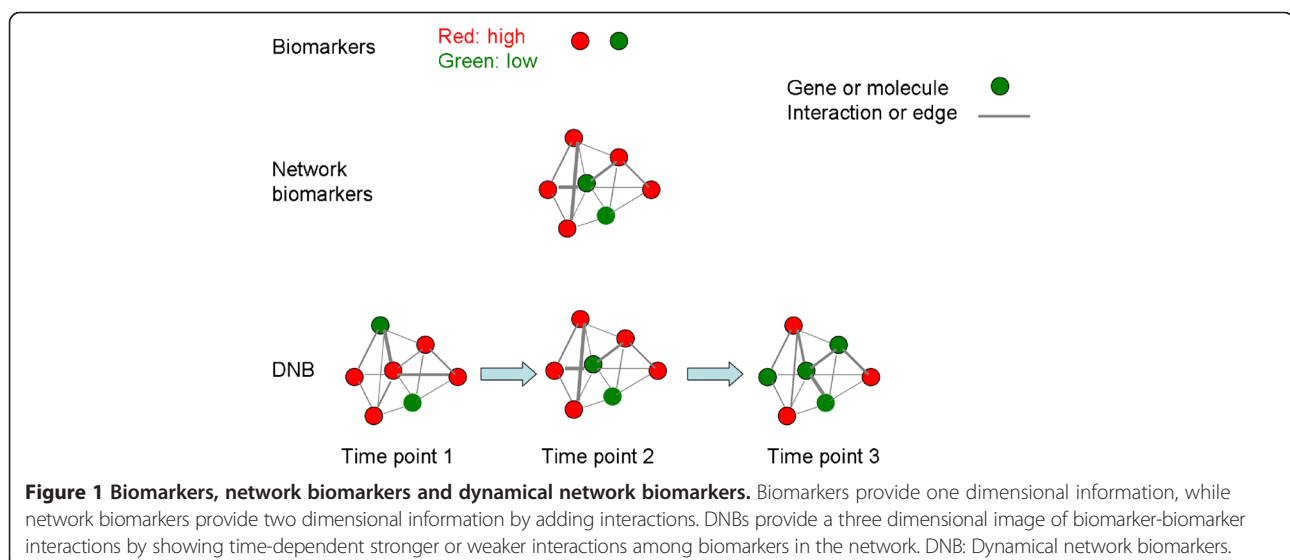 Biomarkers
Red: high
Green: low
Gene or molecule
Interaction or edge
Network
biomarkers
DNB
Time point 1
Time point 2
Time point 3
Figure 1 Biomarkers, network biomarkers and dynamical network biomarkers. Biomarkers provide one dimensional information, while
network biomarkers provide two dimensional information by adding interactions. DNBs provide a three dimensional image of biomarker-biomarker
interactions by showing time-dependent stronger or weaker interactions among biomarkers in the network. DNB: Dynamical network biomarkers.